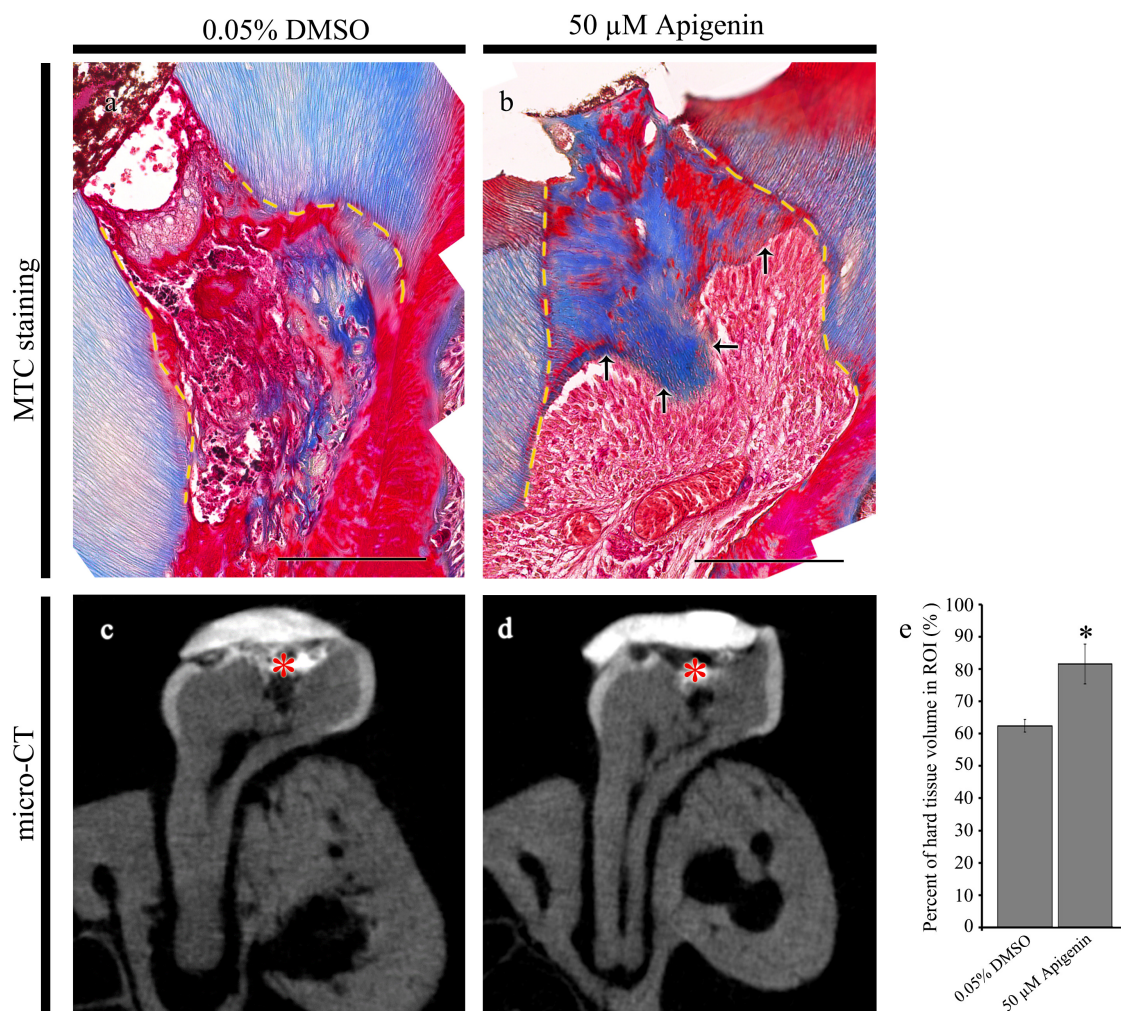 0.05% DMSO
50 µM Apigenin
MTC staining
a
b
micro-CT
c
*
d
*
e
Percent of hard tissue volume in ROI (%)
100
90
80
70
60
50
40
30
20
10
0
*
0.05% DMSO
50 µM Apigenin